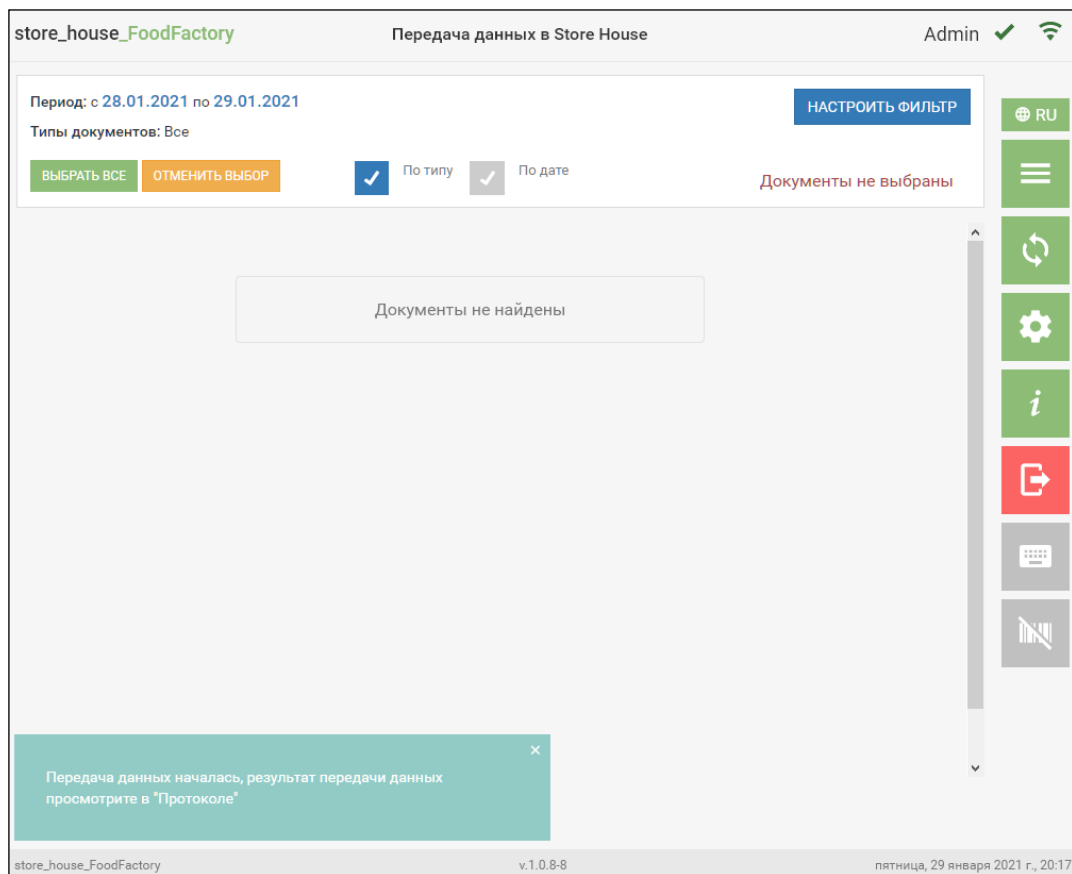 store_house_FoodFactory
Передача данных в Store House
Admin
Период: с 28.01.2021 по 29.01.2021
НАСТРОИТЬ ФИЛЬТР
RU
Типы документов: Все
ВЫБРАТЬ ВСЕ
ОТМЕНИТЬ ВЫБОР
По типу
По дате
Документы не выбраны
Документы не найдены
Передача данных началась, результат передачи данных
просмотрите в "Протоколе"
store_house_FoodFactory
v.1.0.8-8
пятница, 29 января 2021 г., 20:17